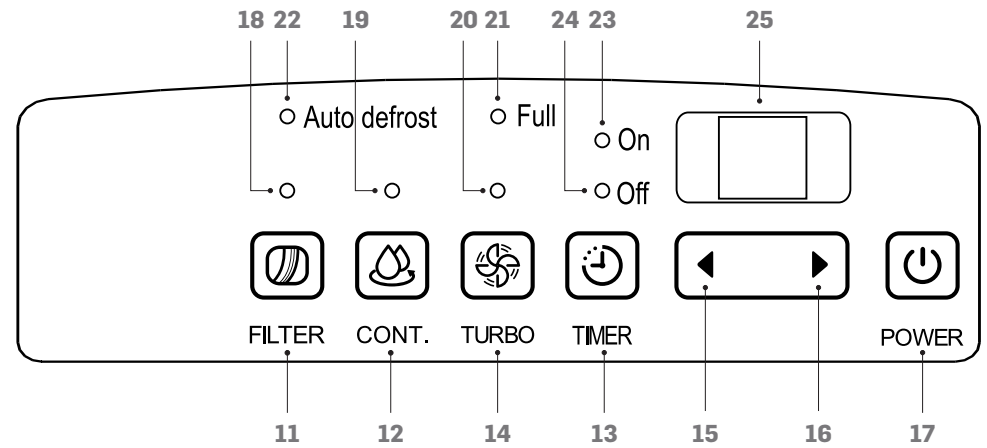 18 22 19 20 21 24 23 25
Auto defrost Full
On
Off
FILTER CONT. TURBO TIMER POWER
11 12 14 13 15 16 17